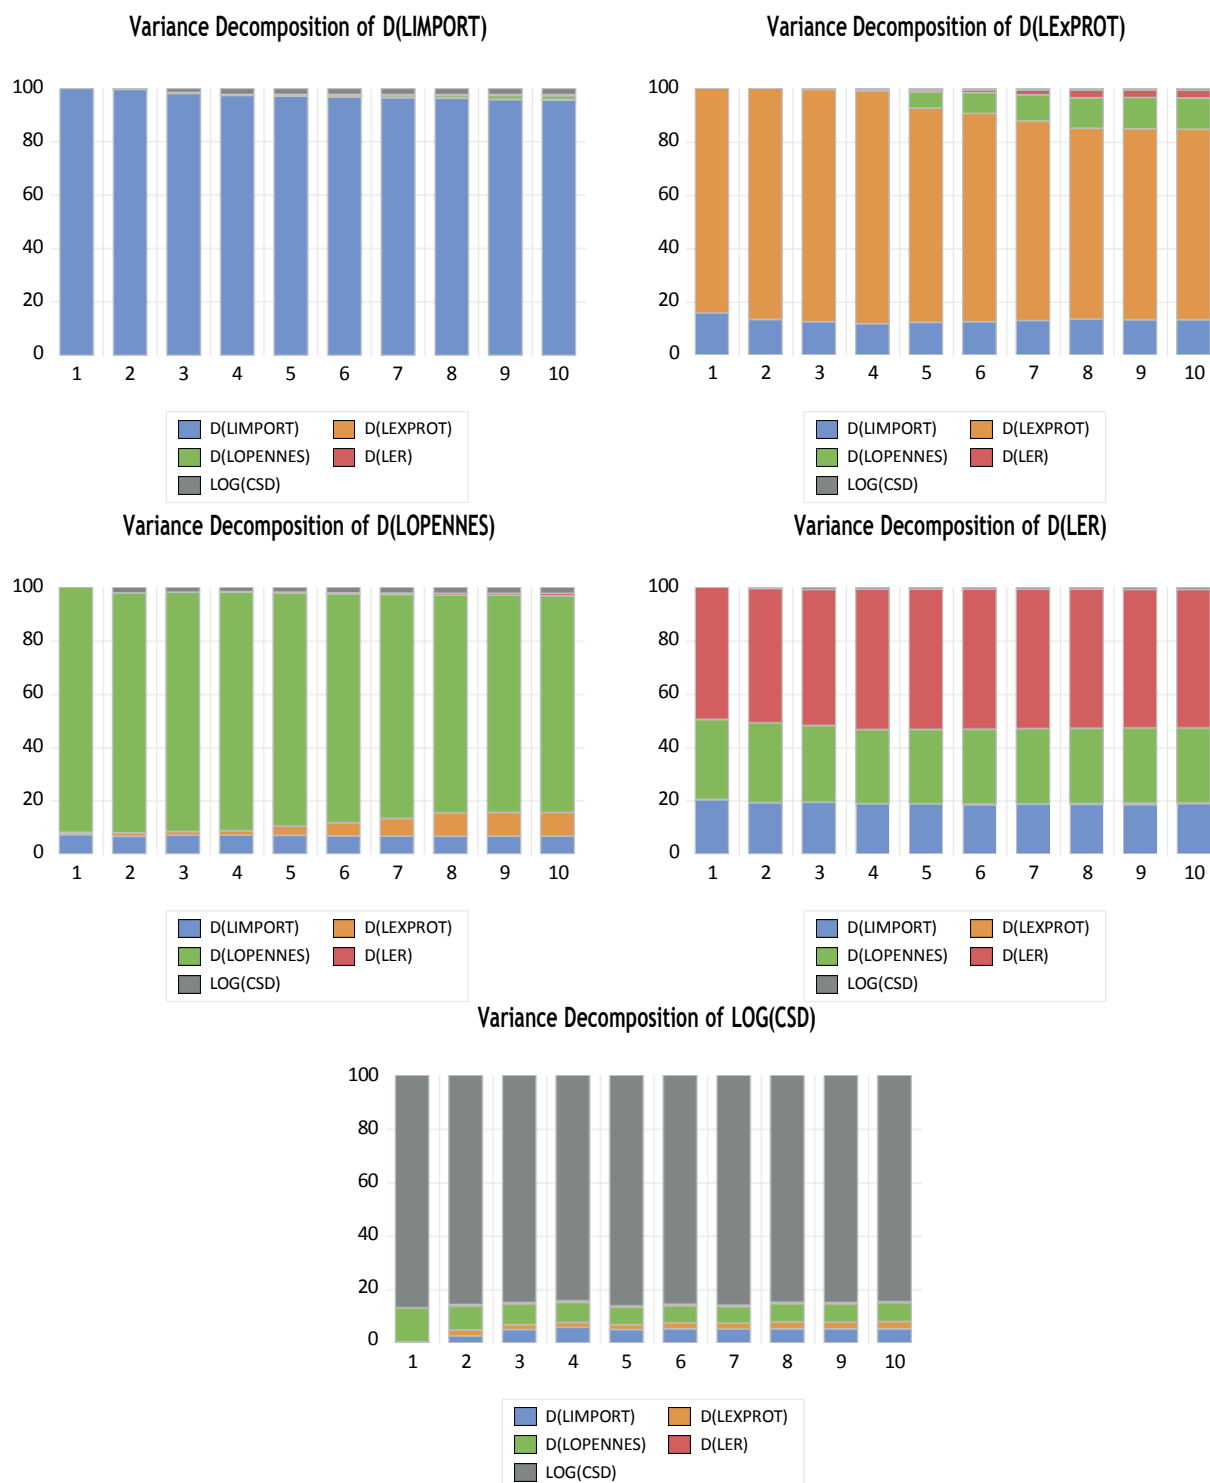 Variance Decomposition of D(LIMPORT)
100
80
60
40
20
0
1 2 3 4 5 6 7 8 9 10
D(LIMPORT) D(LEXPROT)
D(LOPENNES) D(LER)
LOG(CSD)
Variance Decomposition of D(LExPROT)
100
80
60
40
20
0
1 2 3 4 5 6 7 8 9 10
D(LIMPORT) D(LEXPROT)
D(LOPENNES) D(LER)
LOG(CSD)
Variance Decomposition of D(LOPENNES)
100
80
60
40
20
0
1 2 3 4 5 6 7 8 9 10
D(LIMPORT) D(LEXPROT)
D(LOPENNES) D(LER)
LOG(CSD)
Variance Decomposition of D(LER)
100
80
60
40
20
0
1 2 3 4 5 6 7 8 9 10
D(LIMPORT) D(LEXPROT)
D(LOPENNES) D(LER)
LOG(CSD)
Variance Decomposition of LOG(CSD)
100
80
60
40
20
0
1 2 3 4 5 6 7 8 9 10
D(LIMPORT) D(LEXPROT)
D(LOPENNES) D(LER)
LOG(CSD)